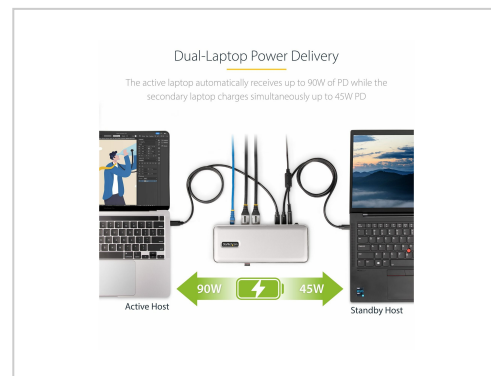 Dual-Laptop Power Delivery
The active laptop automatically receives up to 90W of PD while the
secondary laptop charges simultaneously up to 45W PD
90W
45W
Active Host
Standby Host